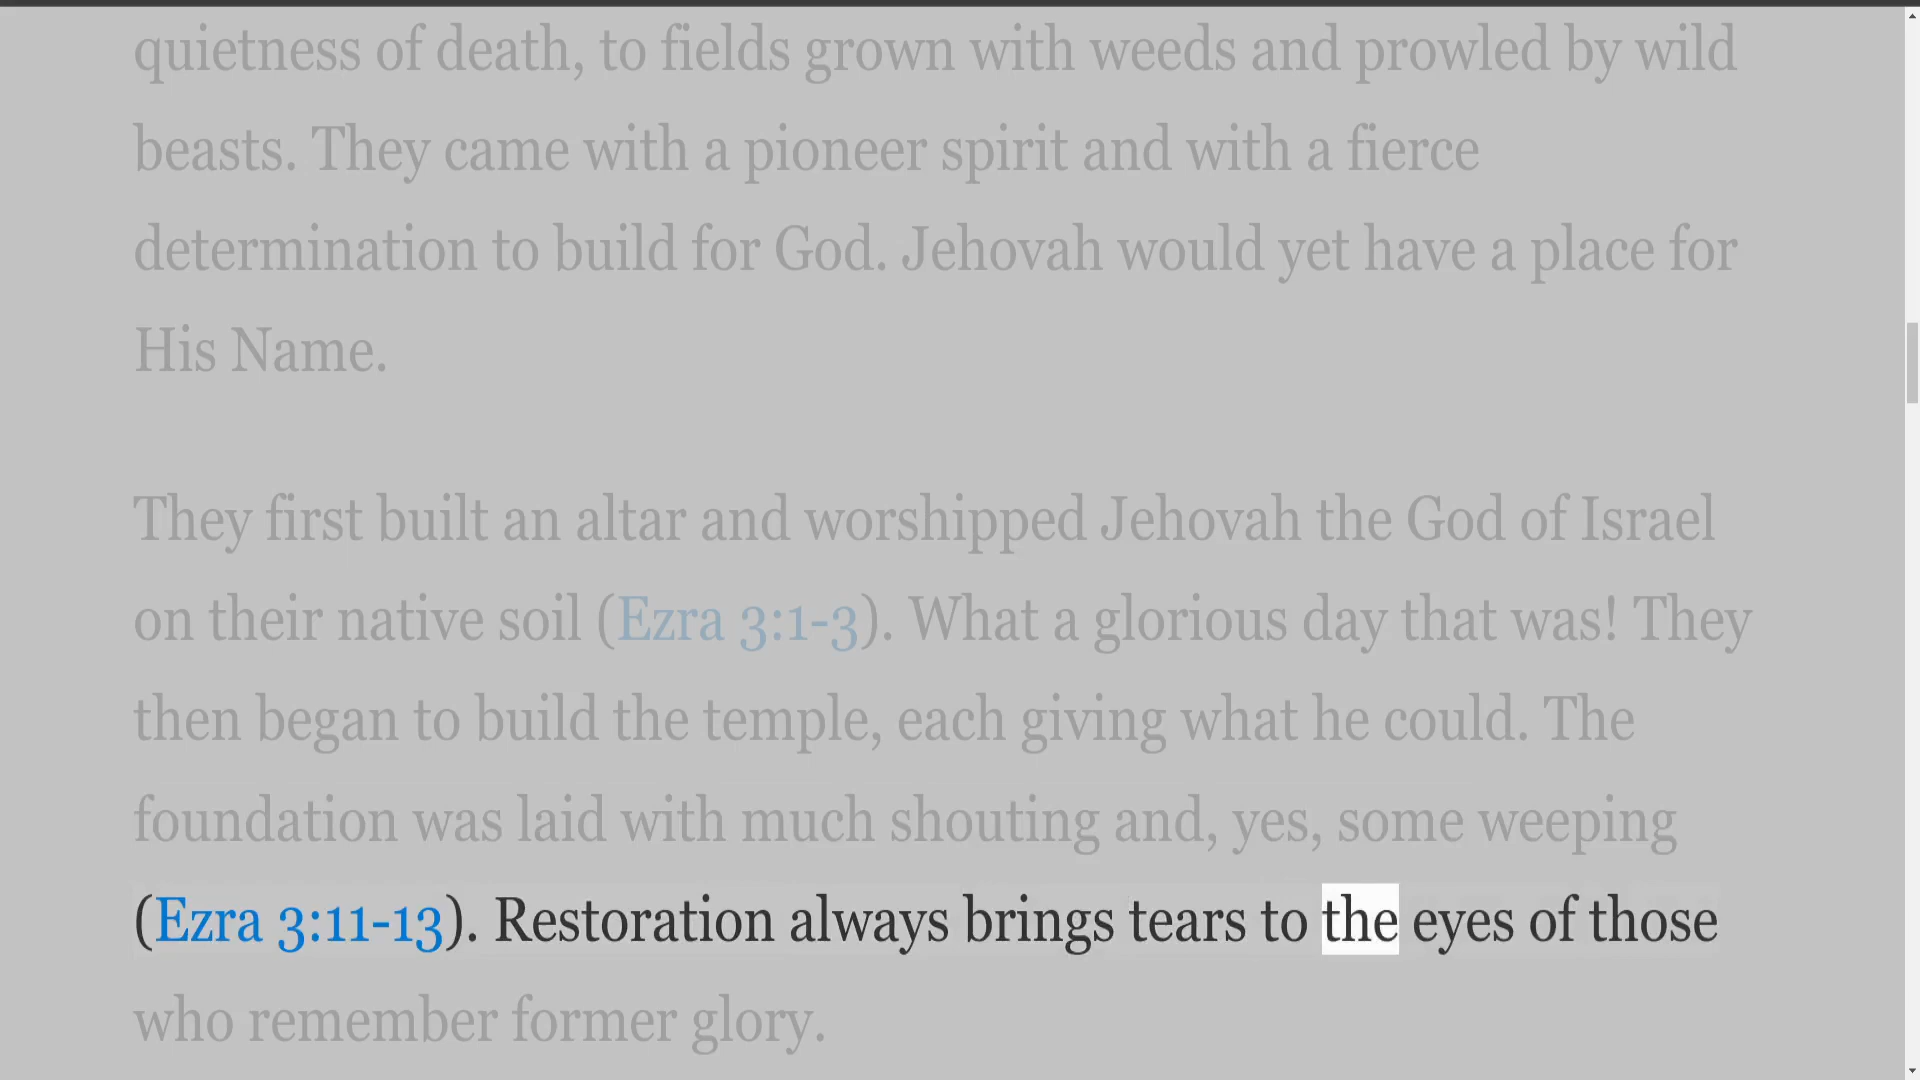 quietness of death, to fields grown with weeds and prowled by wild
beasts. They came with a pioneer spirit and with a fierce
determination to build for God. Jehovah would yet have a place for
His Name.
They first built an altar and worshipped Jehovah the God of Israel
on their native soil (Ezra 3:1-3). What a glorious day that was! They
then began to build the temple, each giving what he could. The
foundation was laid with much shouting and, yes, some weeping
(Ezra 3:11-13). Restoration always brings tears to the eyes of those
who remember former glory.